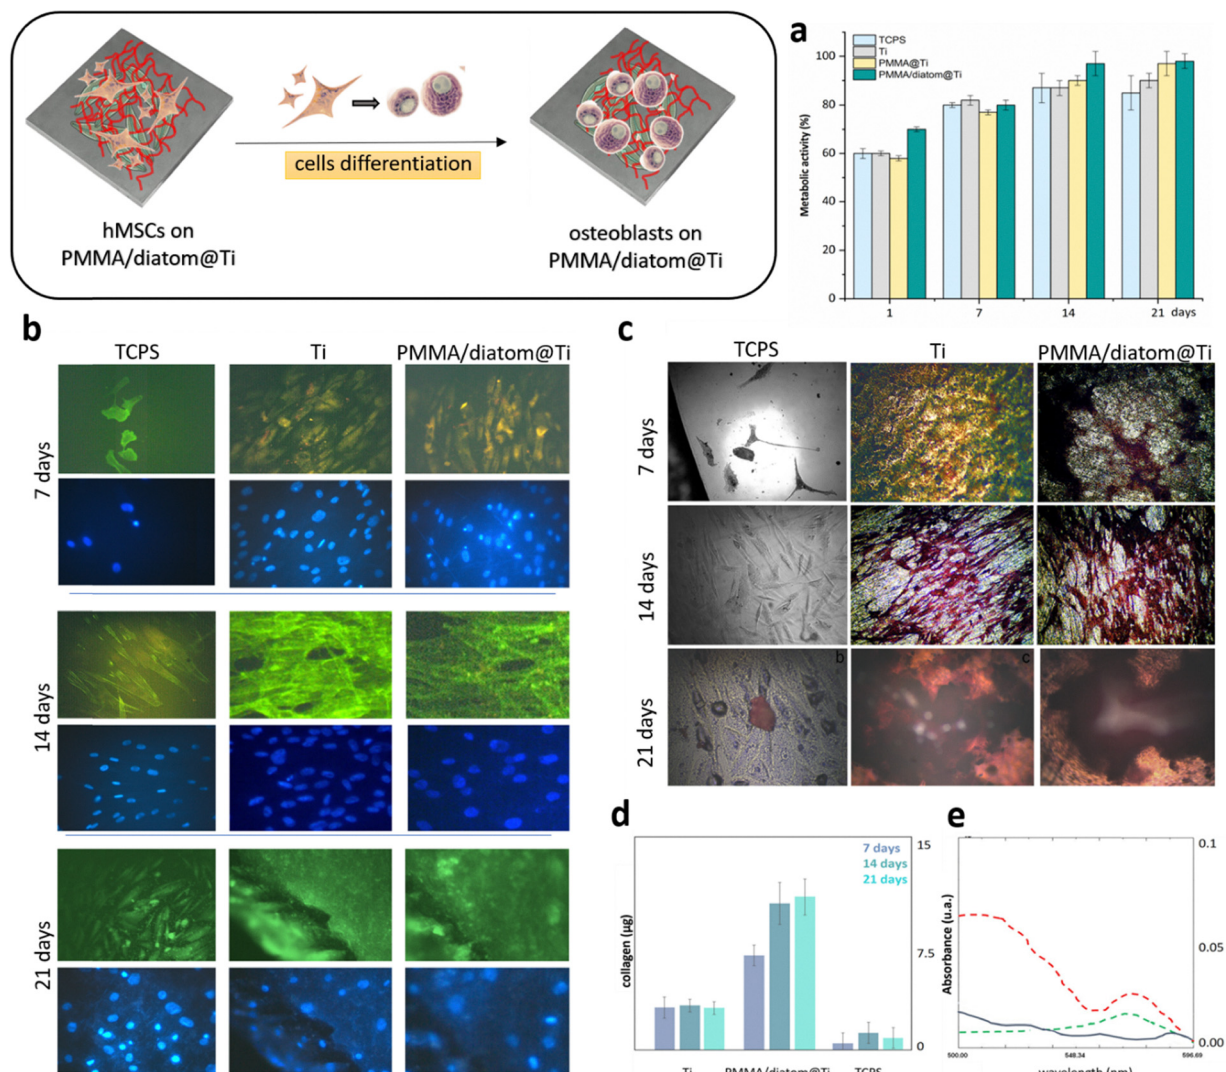 cells differentiation
hMSCs on
PMMA/diatom@Ti
osteoblasts on
PMMA/diatom@Ti
a
TCPS
Ti
PMMA@Ti
PMMA/diatom@Ti
Metabolic activity (%)
100
80
60
40
20
0
1 7 14 21 days
b
TCPS Ti PMMA/diatom@Ti
7 days
14 days
21 days
c
TCPS Ti PMMA/diatom@Ti
7 days
14 days
21 days
b
c
d
7 days
14 days
21 days
collagen (µg)
15
7.5
0
Ti PMMA/diatom@Ti TCPS
e
Absorbance (u.a.)
0.1
0.05
0.00
500.00 548.34 596.69
wavelength (nm)